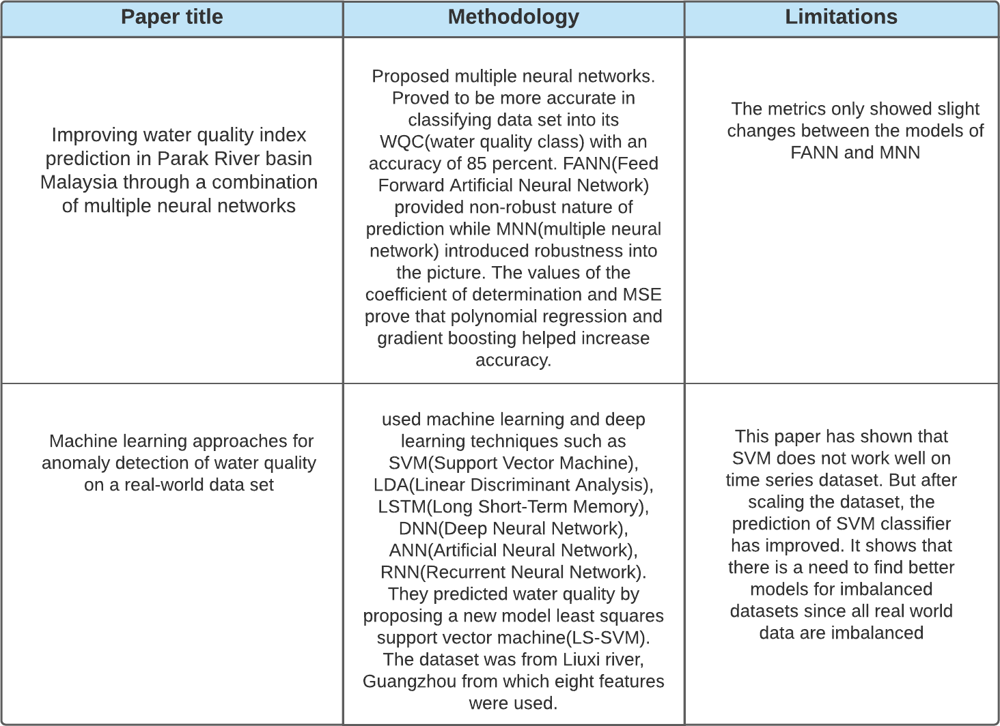 Paper title
Methodology
Limitations
Improving water quality index
prediction in Parak River basin
Malaysia through a combination
of multiple neural networks
Proposed multiple neural networks.
Proved to be more accurate in
classifying data set into its
WQC(water quality class) with an
accuracy of 85 percent. FANN(Feed
Forward Artificial Neural Network)
provided non-robust nature of
prediction while MNN(multiple neural
network) introduced robustness into
the picture. The values of the
coefficient of determination and MSE
prove that polynomial regression and
gradient boosting helped increase
accuracy.
The metrics only showed slight
changes between the models of
FANN and MNN
Machine learning approaches for
anomaly detection of water quality
on a real-world data set
used machine learning and deep
learning techniques such as
SVM(Support Vector Machine),
LDA(Linear Discriminant Analysis),
LSTM(Long Short-Term Memory),
DNN(Deep Neural Network),
ANN(Artificial Neural Network),
RNN(Recurrent Neural Network).
They predicted water quality by
proposing a new model least squares
support vector machine(LS-SVM).
The dataset was from Liuxi river,
Guangzhou from which eight features
were used.
This paper has shown that
SVM does not work well on
time series dataset. But after
scaling the dataset, the
prediction of SVM classifier
has improved. It shows that
there is a need to find better
models for imbalanced
datasets since all real world
data are imbalanced